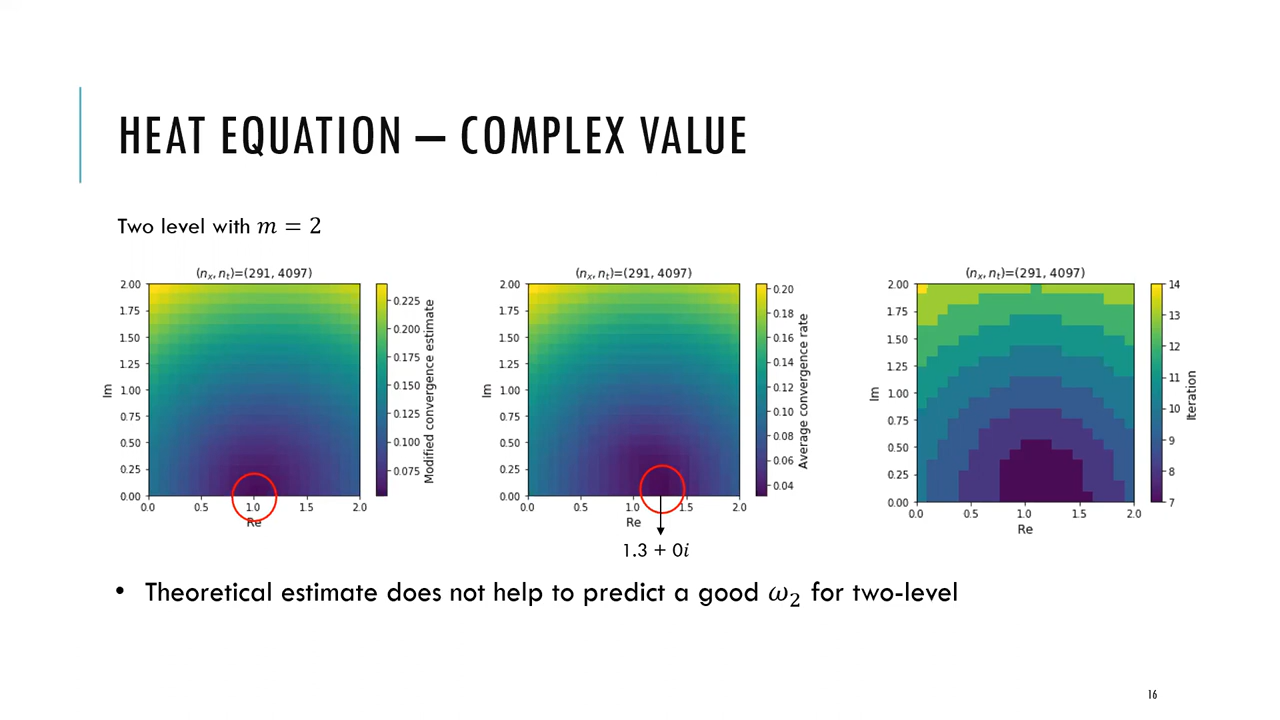 HEAT EQUATION – COMPLEX VALUE
Two level with m = 2
(nₓ, nₜ)=(291, 4097)
2.00
1.75
1.50
1.25
1.00
0.75
0.50
0.25
0.00
Im
0.0 0.5 1.0 1.5 2.0
Re
0.225
0.200
0.175
0.150
0.125
0.100
0.075
Modified convergence estimate
(nₓ, nₜ)=(291, 4097)
2.00
1.75
1.50
1.25
1.00
0.75
0.50
0.25
0.00
Im
0.0 0.5 1.0 1.5 2.0
Re
0.20
0.18
0.16
0.14
0.12
0.10
0.08
0.06
0.04
Average convergence rate
1.3 + 0i
(nₓ, nₜ)=(291, 4097)
2.00
1.75
1.50
1.25
1.00
0.75
0.50
0.25
0.00
Im
0.0 0.5 1.0 1.5 2.0
Re
14
13
12
11
10
9
8
7
Iteration
• Theoretical estimate does not help to predict a good ω₂ for two-level
16